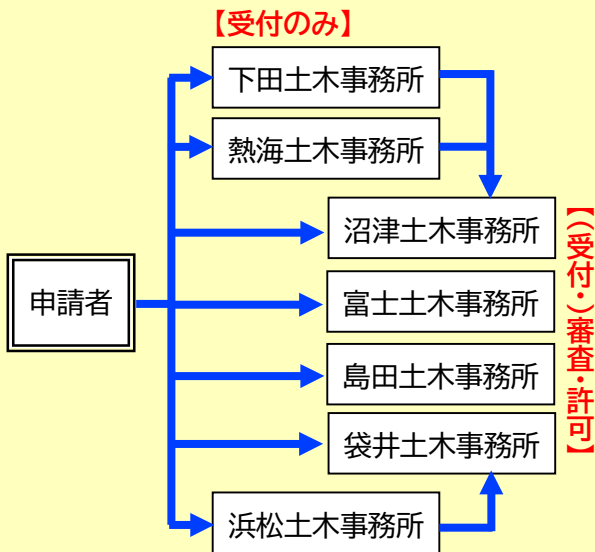 【受付のみ】
下田土木事務所
熱海土木事務所
沼津土木事務所
申請者
富士土木事務所
島田土木事務所
袋井土木事務所
浜松土木事務所
【(受付・)審査・許可】